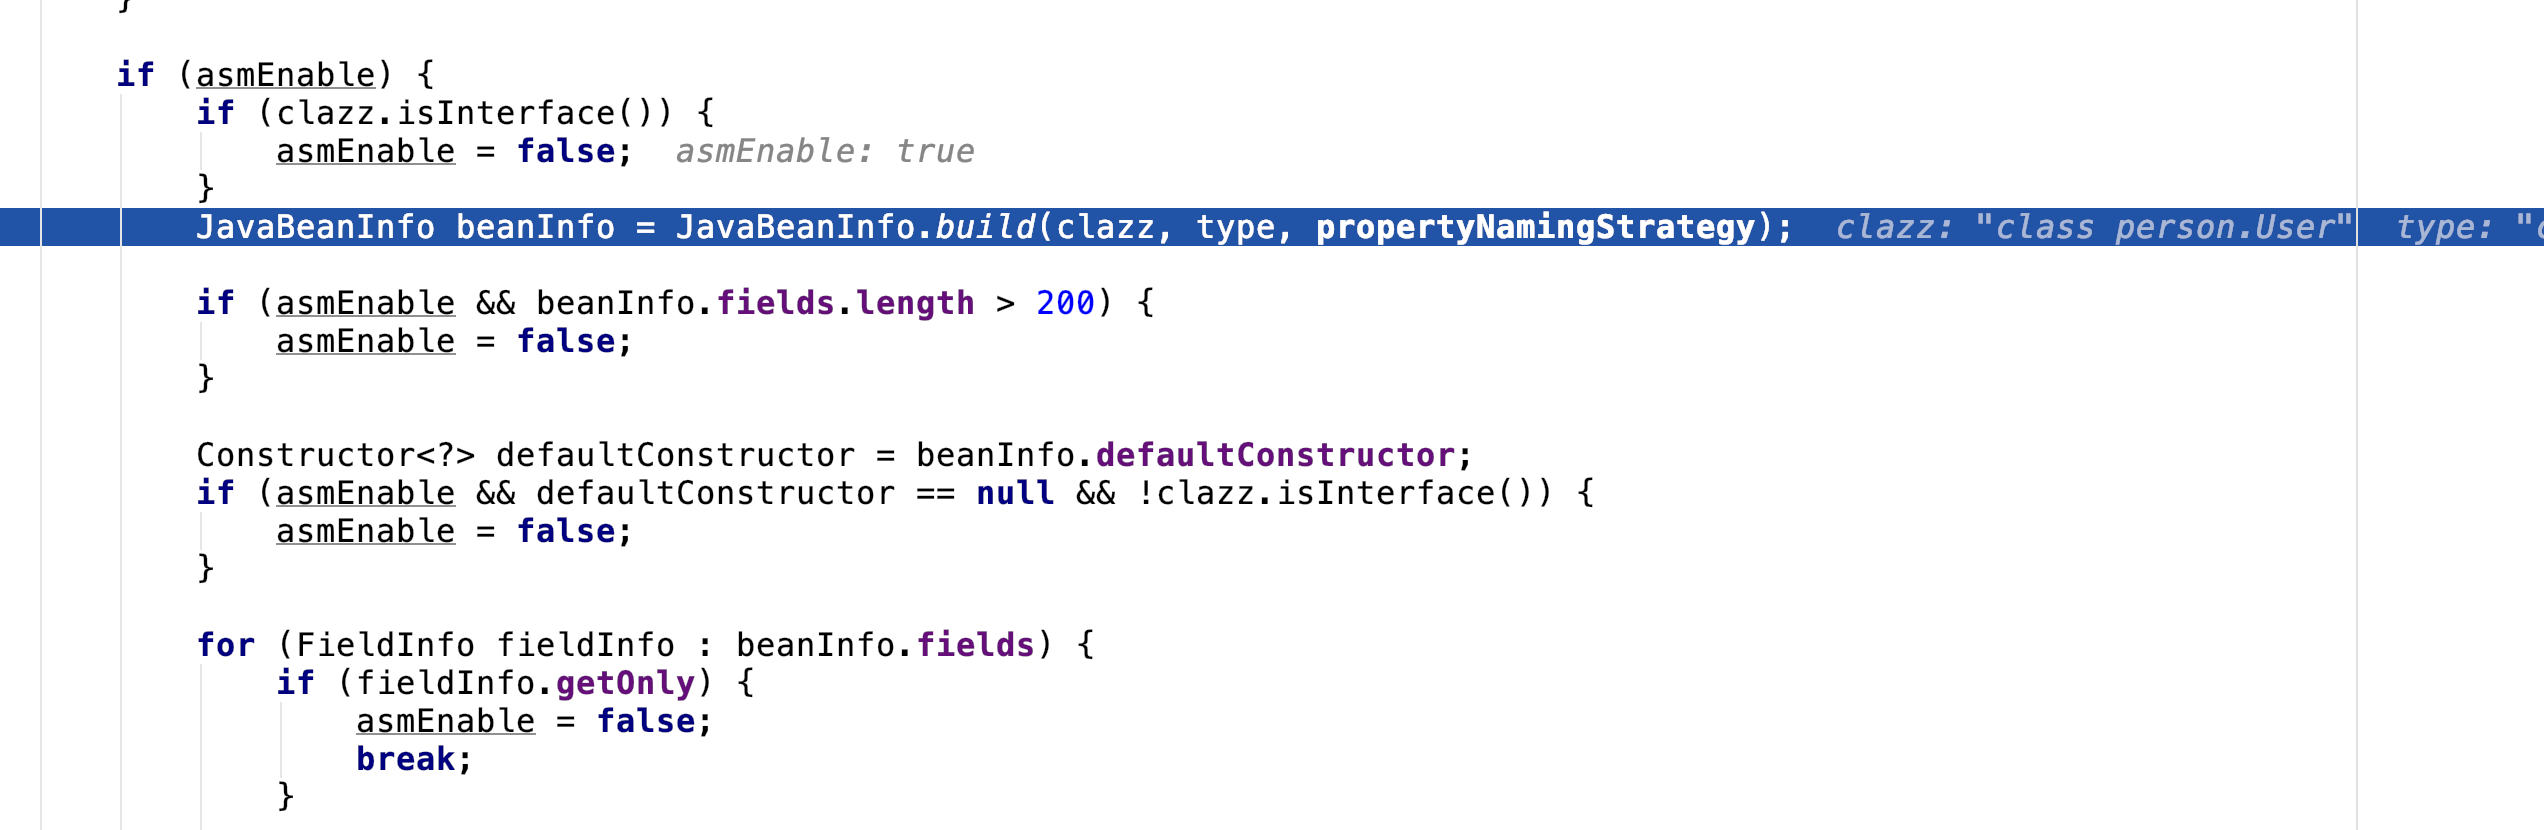 }
if (asmEnable) {
if (clazz.isInterface()) {
asmEnable = false;  asmEnable: true
}
JavaBeanInfo beanInfo = JavaBeanInfo.build(clazz, type, propertyNamingStrategy);  clazz: "class person.User"  type: "c
if (asmEnable && beanInfo.fields.length > 200) {
asmEnable = false;
}
Constructor<?> defaultConstructor = beanInfo.defaultConstructor;
if (asmEnable && defaultConstructor == null && !clazz.isInterface()) {
asmEnable = false;
}
for (FieldInfo fieldInfo : beanInfo.fields) {
if (fieldInfo.getOnly) {
asmEnable = false;
break;
}